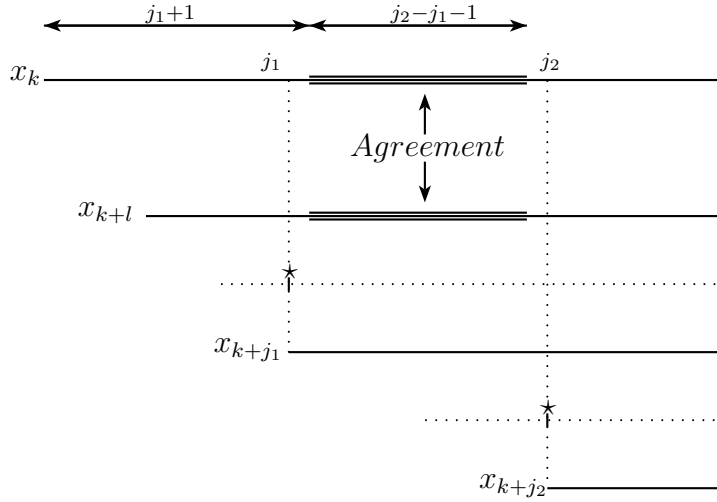 j₁+1 j₂−j₁−1
j₁ j₂
xₖ
Agreement
xₖ₊ₗ
⋆
xₖ₊ⱼ₁
⋆
xₖ₊ⱼ₂